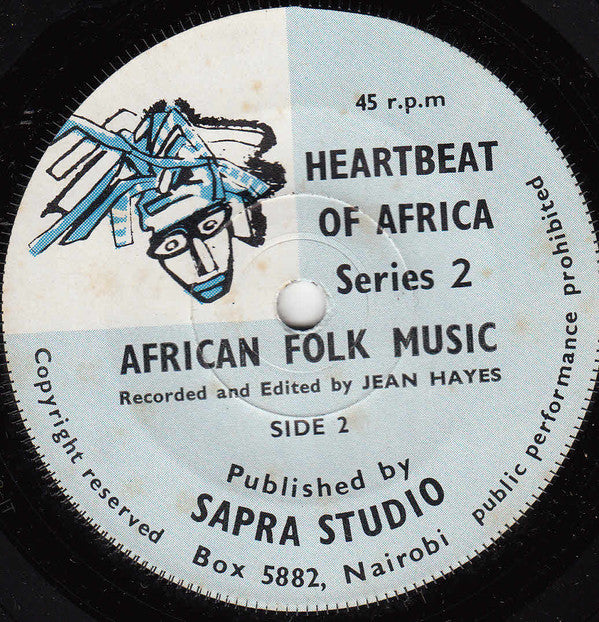 45 r.p.m
HEARTBEAT
OF AFRICA
Series 2
AFRICAN FOLK MUSIC
Recorded and Edited by JEAN HAYES
SIDE 2
Published by
SAPRA STUDIO
Box 5882, Nairobi
Copyright reserved
public performance prohibited